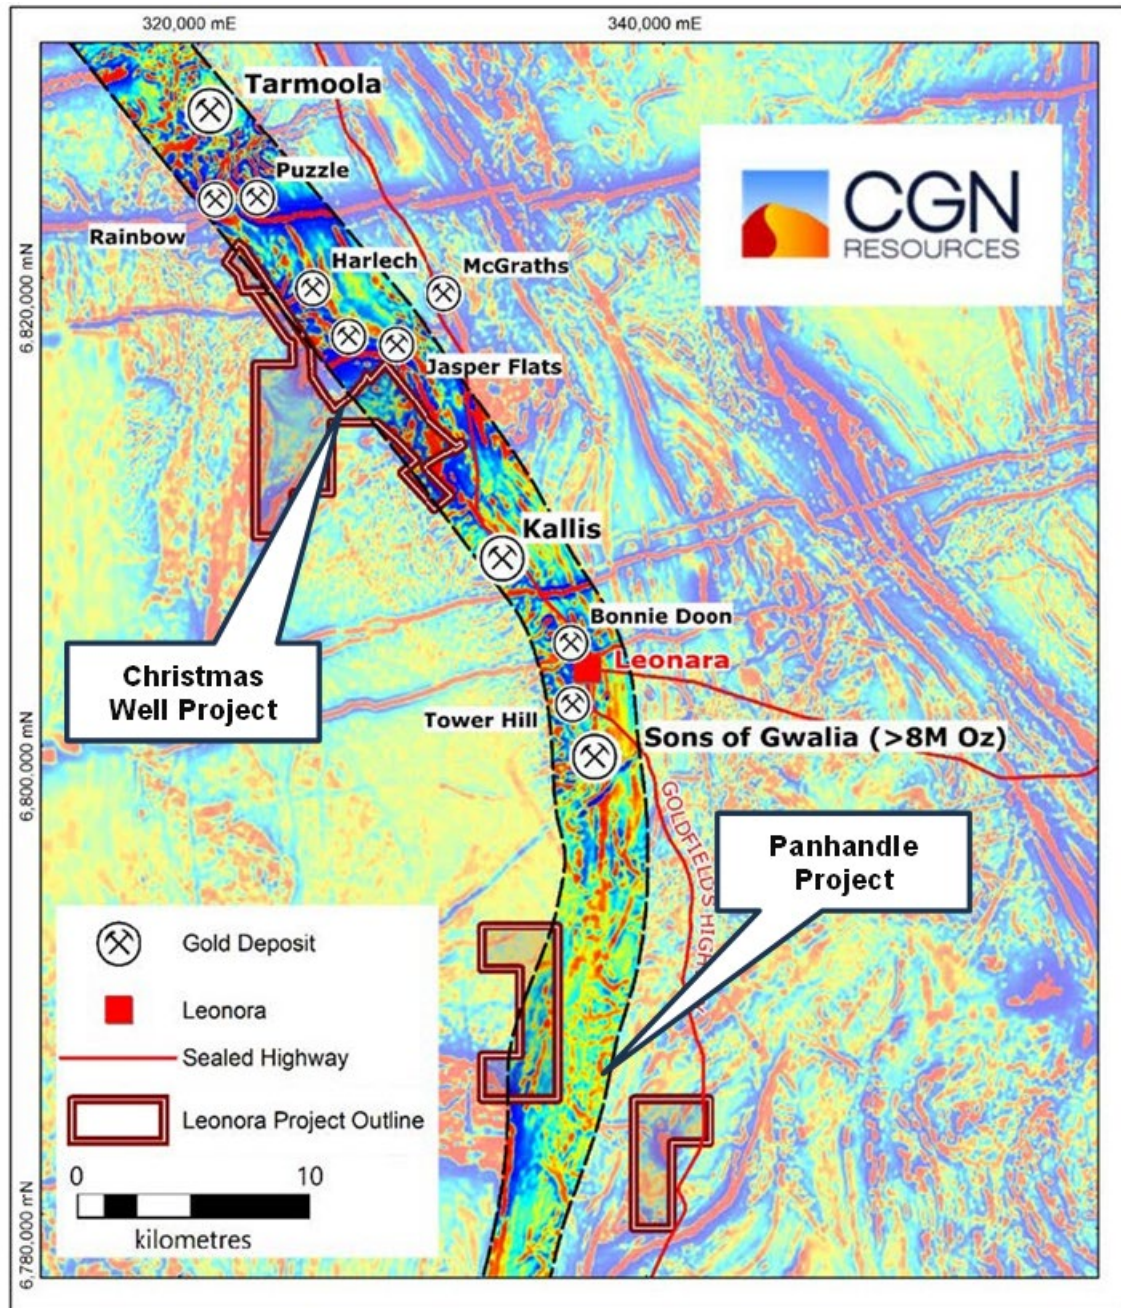 320,000 mE
340,000 mE
Tarmoola
Puzzle
Rainbow
Harlech
McGraths
Jasper Flats
6,820,000 mN
CGN
RESOURCES
Kallis
Bonnie Doon
Leonara
Christmas
Well Project
Tower Hill
Sons of Gwalia (>8M Oz)
6,800,000 mN
GOLDFIELD'S HIGH
Panhandle
Project
Gold Deposit
Leonora
Sealed Highway
Leonora Project Outline
0 10
kilometres
6,780,000 mN